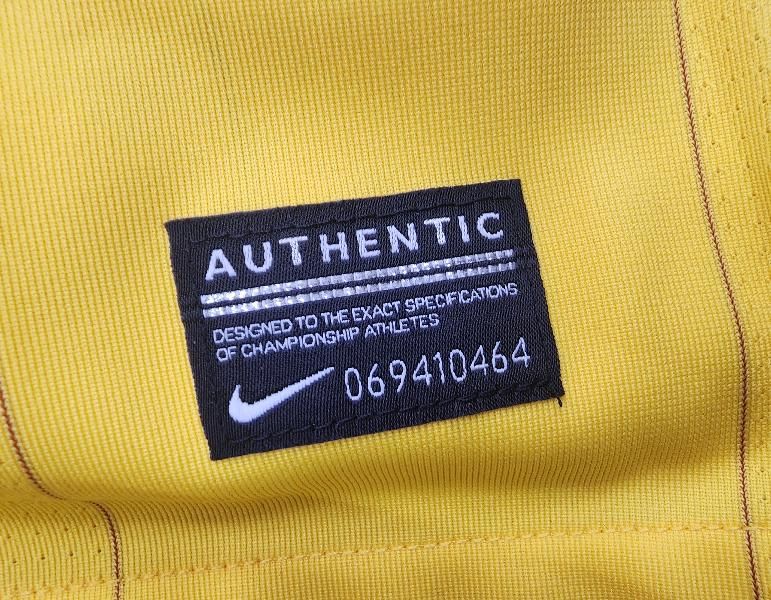 AUTHENTIC
DESIGNED TO THE EXACT SPECIFICATIONS
OF CHAMPIONSHIP ATHLETES
069410464